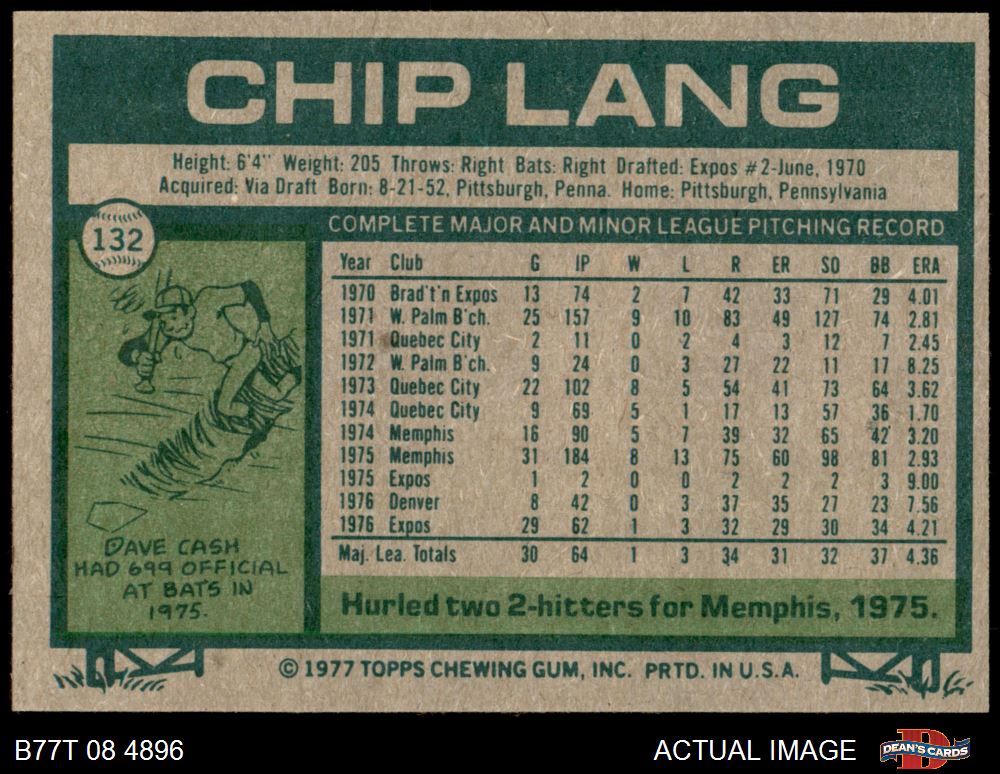 CHIP LANG
Height: 6'4" Weight: 205 Throws: Right Bats: Right Drafted: Expos #2-June, 1970
Acquired: Via Draft Born: 8-21-52, Pittsburgh, Penna. Home: Pittsburgh, Pennsylvania
132
COMPLETE MAJOR AND MINOR LEAGUE PITCHING RECORD
Year Club G IP W L R ER SO BB ERA
1970 Brad't'n Expos 13 74 2 7 42 33 71 29 4.01
1971 W. Palm B'ch. 25 157 9 10 83 49 127 74 2.81
1971 Quebec City 2 11 0 2 4 3 12 7 2.45
1972 W. Palm B'ch. 9 24 0 3 27 22 11 17 8.25
1973 Quebec City 22 102 8 5 54 41 73 64 3.62
1974 Quebec City 9 69 5 1 17 13 57 36 1.70
1974 Memphis 16 90 5 7 39 32 65 42 3.20
1975 Memphis 31 184 8 13 75 60 98 81 2.93
1975 Expos 1 2 0 0 2 2 2 3 9.00
1976 Denver 8 42 0 3 37 35 27 23 7.56
1976 Expos 29 62 1 3 32 29 30 34 4.21
Maj. Lea. Totals 30 64 1 3 34 31 32 37 4.36
DAVE CASH
HAD 699 OFFICIAL
AT BATS IN
1975.
Hurled two 2-hitters for Memphis, 1975.
© 1977 TOPPS CHEWING GUM, INC. PRTD. IN U.S.A.
B77T 08 4896
ACTUAL IMAGE
DEAN'S CARDS